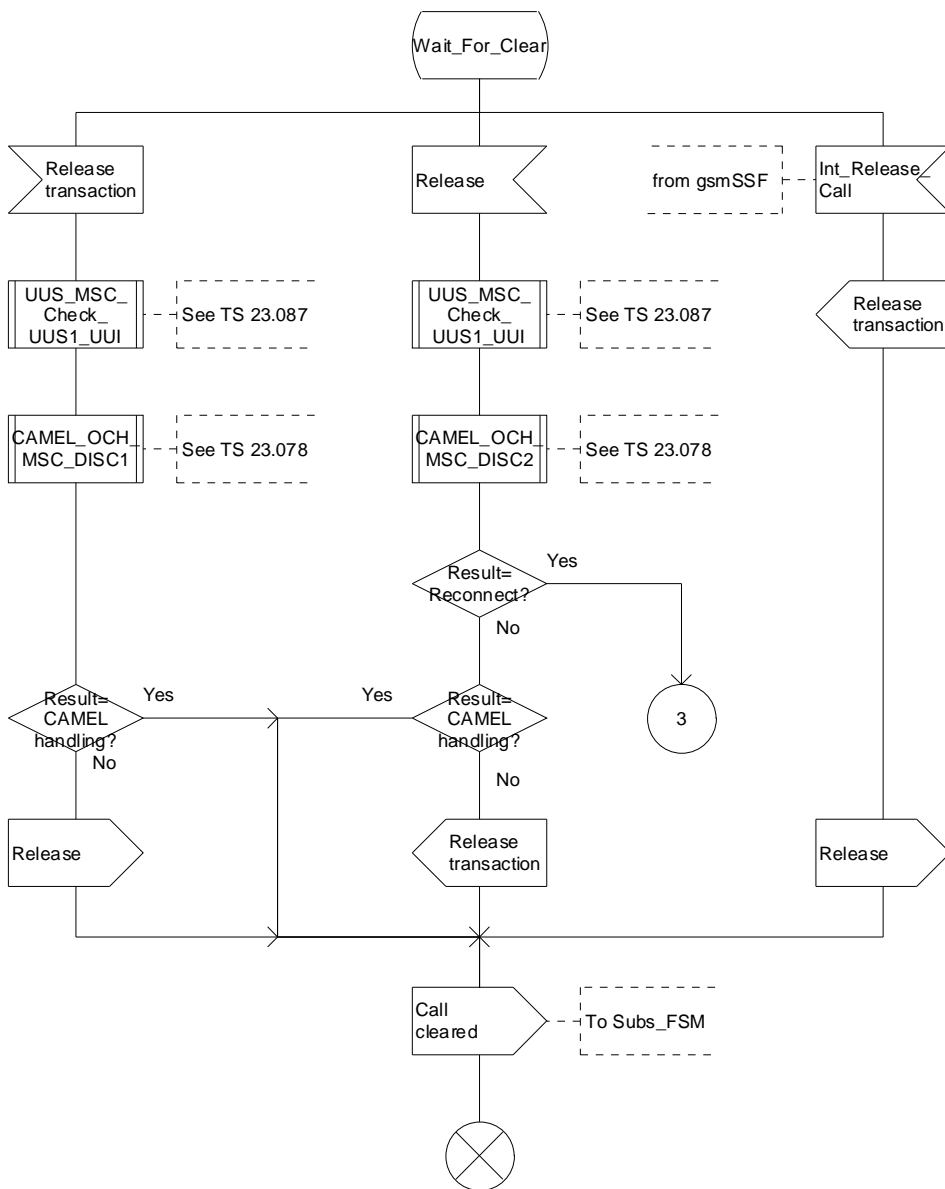 Wait_For_Clear
Release
transaction
Release
from gsmSSF
Int_Release_
Call
UUS_MSC_
Check_
UUS1_UUI
See TS 23.087
UUS_MSC_
Check_
UUS1_UUI
See TS 23.087
Release
transaction
CAMEL_OCH_
MSC_DISC1
See TS 23.078
CAMEL_OCH_
MSC_DISC2
See TS 23.078
Result=
Reconnect?
Yes
No
Result=
CAMEL
handling?
Yes
No
Yes
Result=
CAMEL
handling?
No
3
Release
Release
transaction
Release
Call
cleared
To Subs_FSM